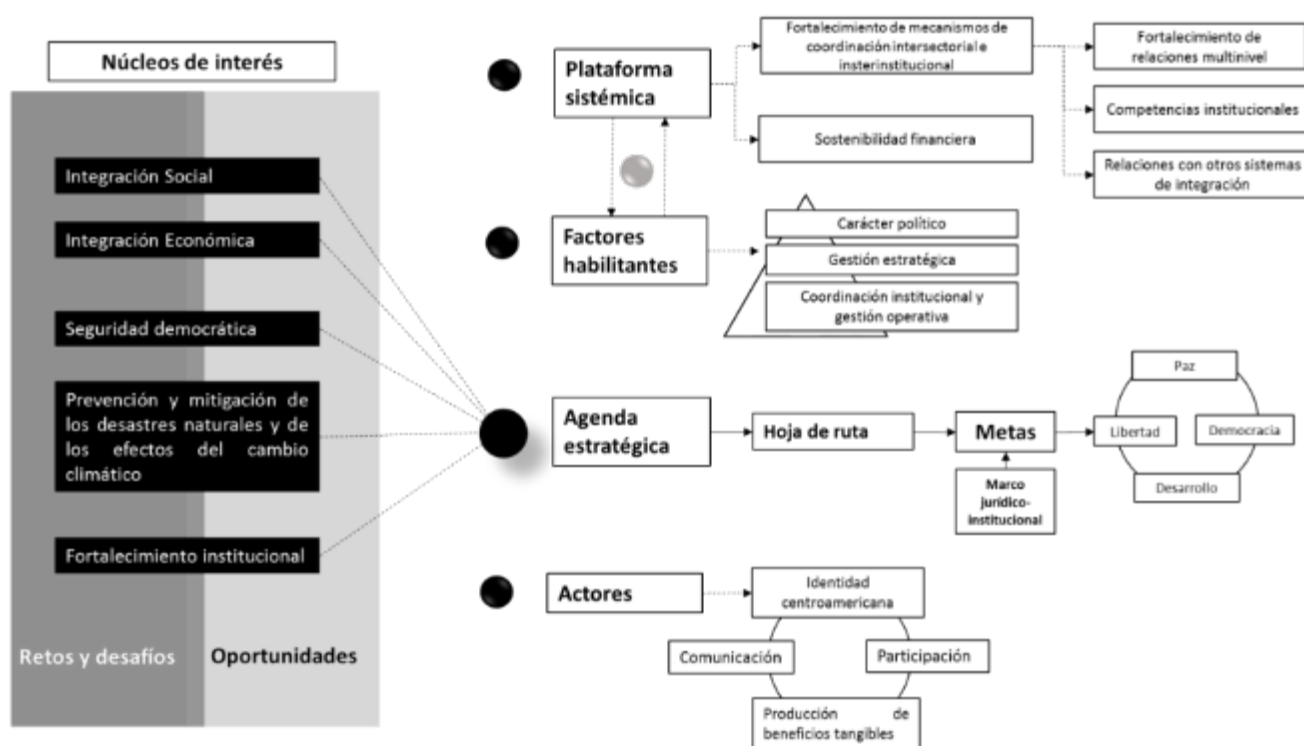 Núcleos de interés
Integración Social
Integración Económica
Seguridad democrática
Prevención y mitigación de
los desastres naturales y de
los efectos del cambio
climático
Fortalecimiento institucional
Retos y desafíos
Oportunidades
Plataforma
sistémica
Fortalecimiento de mecanismos de
coordinación intersectorial e
insterinstitucional
Sostenibilidad financiera
Fortalecimiento de
relaciones multinivel
Competencias institucionales
Relaciones con otros sistemas
de integración
Factores
habilitantes
Carácter político
Gestión estratégica
Coordinación institucional y
gestión operativa
Agenda
estratégica
Hoja de ruta
Metas
Marco
jurídico-
institucional
Paz
Libertad
Democracia
Desarrollo
Actores
Identidad
centroamericana
Comunicación
Participación
Producción de
beneficios tangibles